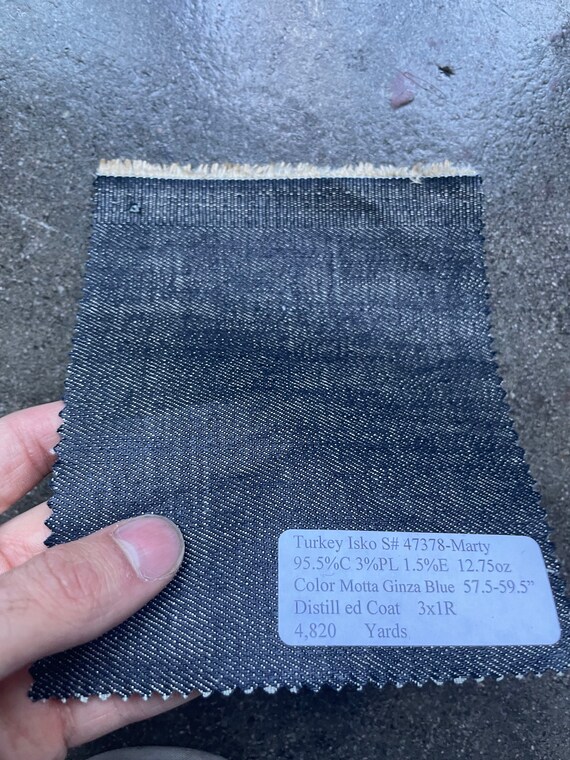 Turkey Isko S# 47378-Marty
95.5%C 3%PL 1.5%E 12.75oz
Color Motta Ginza Blue 57.5-59.5”
Distill ed Coat 3x1R
4,820 Yards